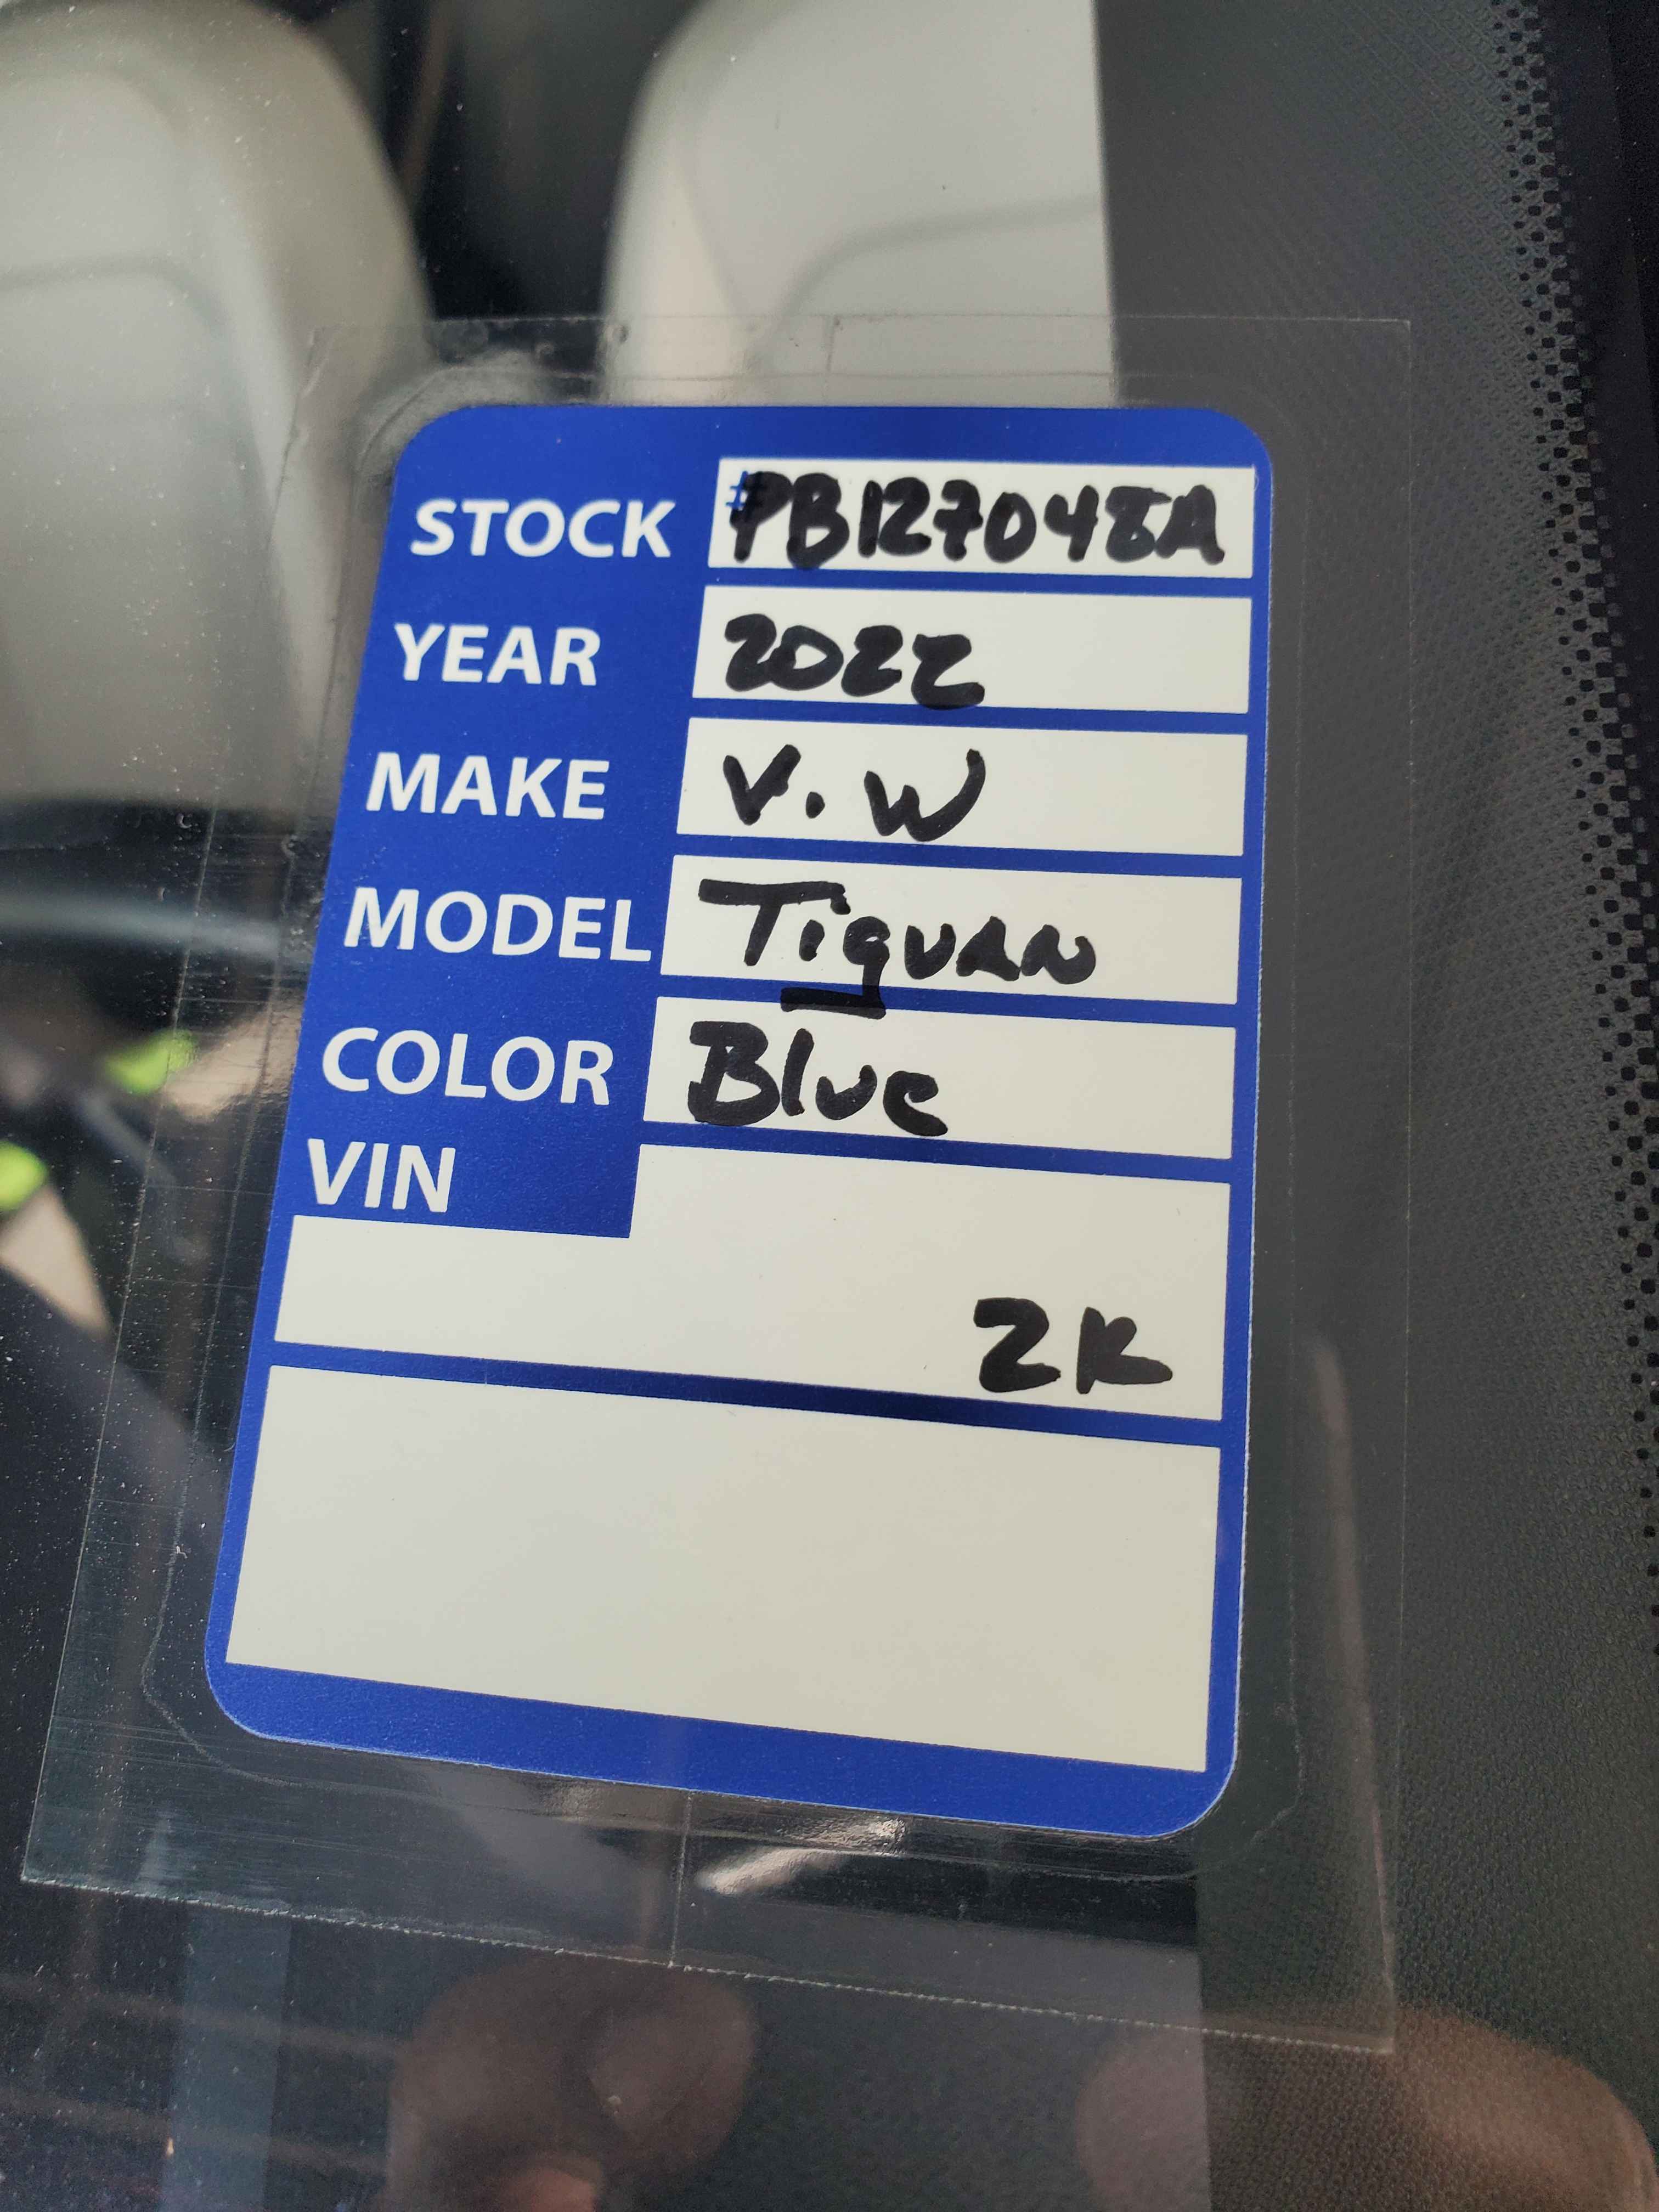 STOCK #PB127048A
YEAR 2022
MAKE V.W
MODEL Tiguan
COLOR Blue
VIN
2K